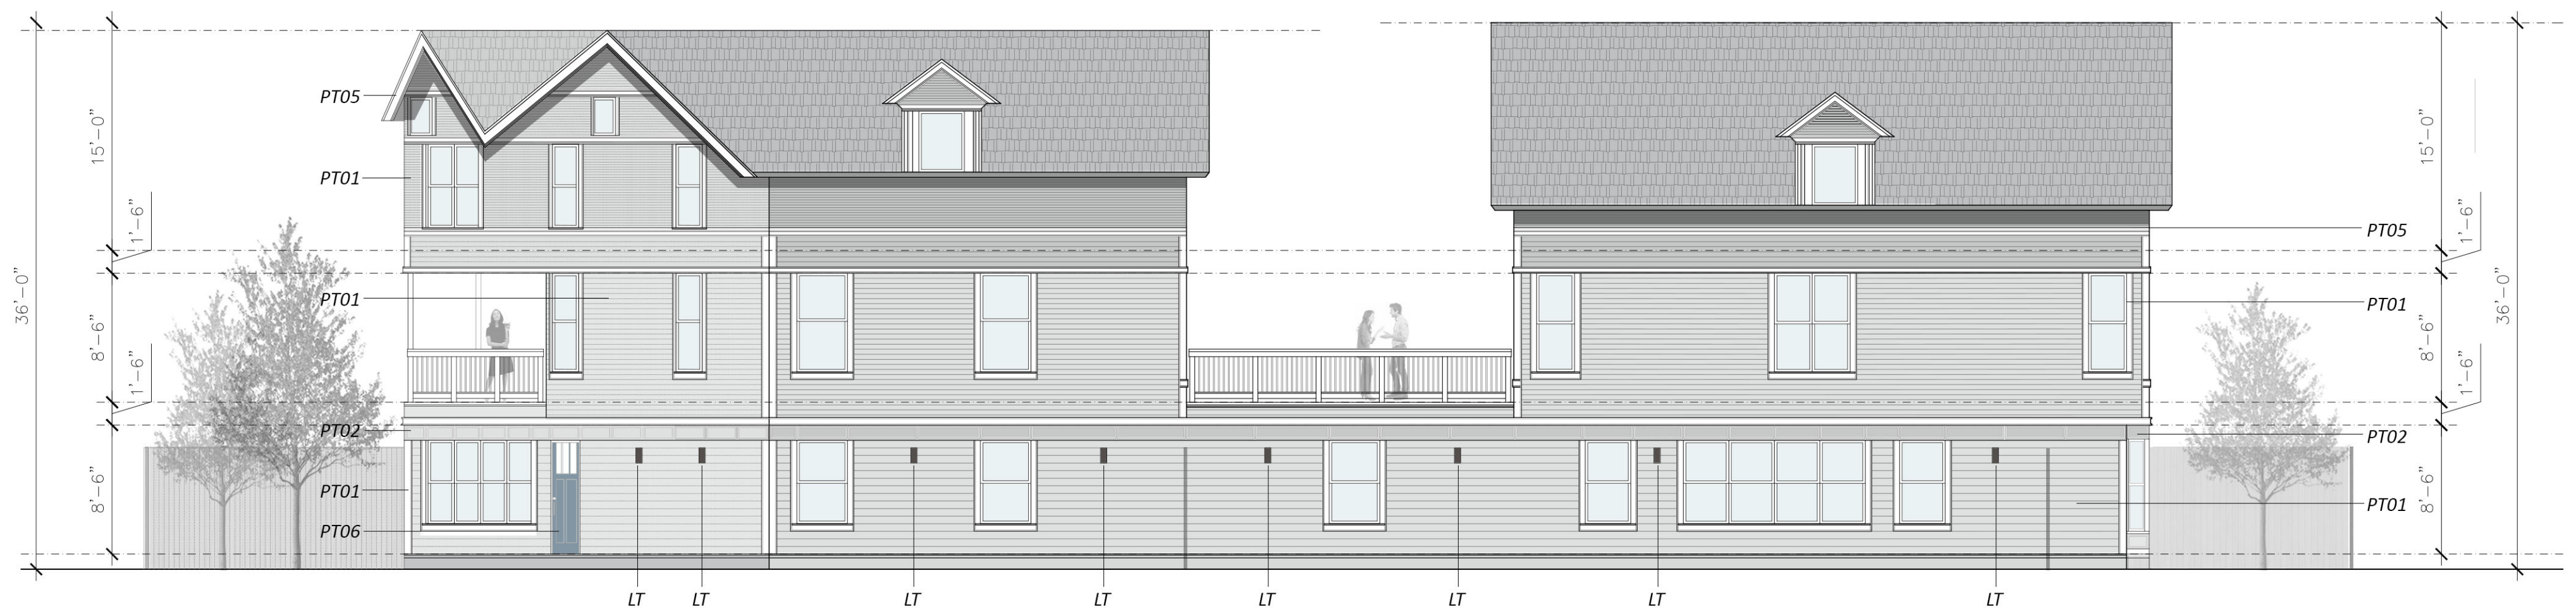 PT05
15'-0"
15'-0"
PT01
1'-6"
1'-6"
PT05
36'-0"
36'-0"
PT01
PT01
8'-6"
8'-6"
1'-6"
1'-6"
PT02
PT02
PT01
8'-6"
8'-6"
PT01
PT06
LT LT LT LT LT LT LT LT